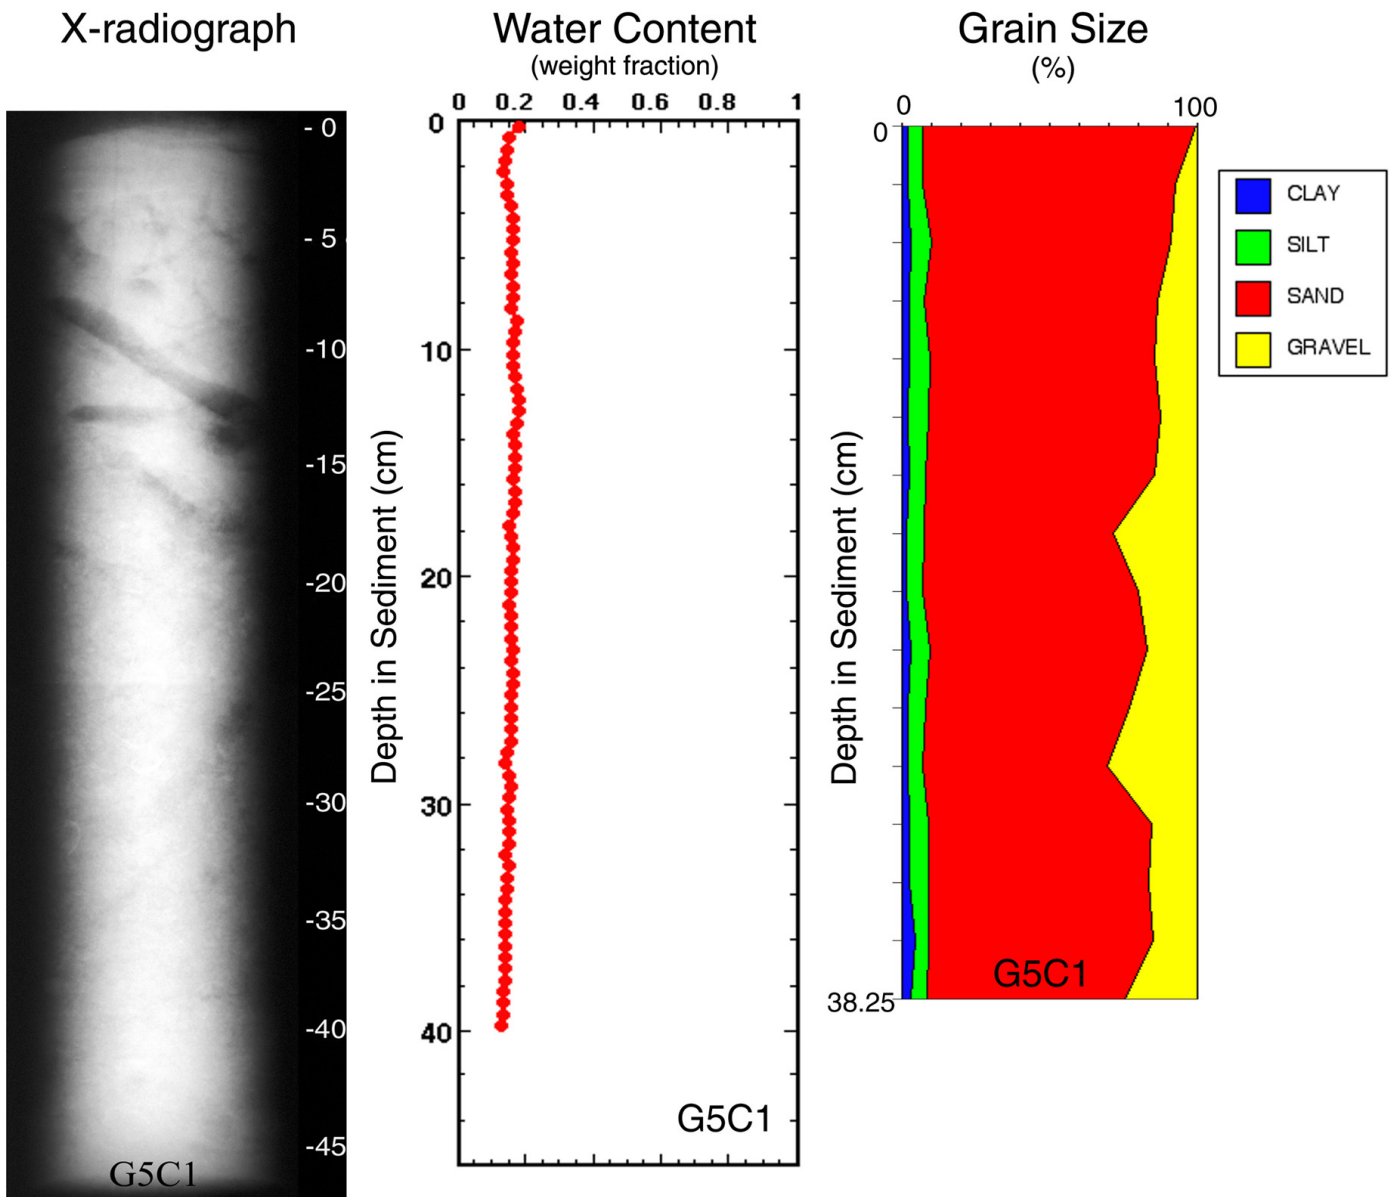 X-radiograph
- 0
- 5
-10
-15
-20
-25
-30
-35
-40
-45
G5C1
Water Content
(weight fraction)
0 0.2 0.4 0.6 0.8 1
0
10
20
30
40
Depth in Sediment (cm)
G5C1
Grain Size
(%)
0 100
0
38.25
Depth in Sediment (cm)
G5C1
CLAY
SILT
SAND
GRAVEL